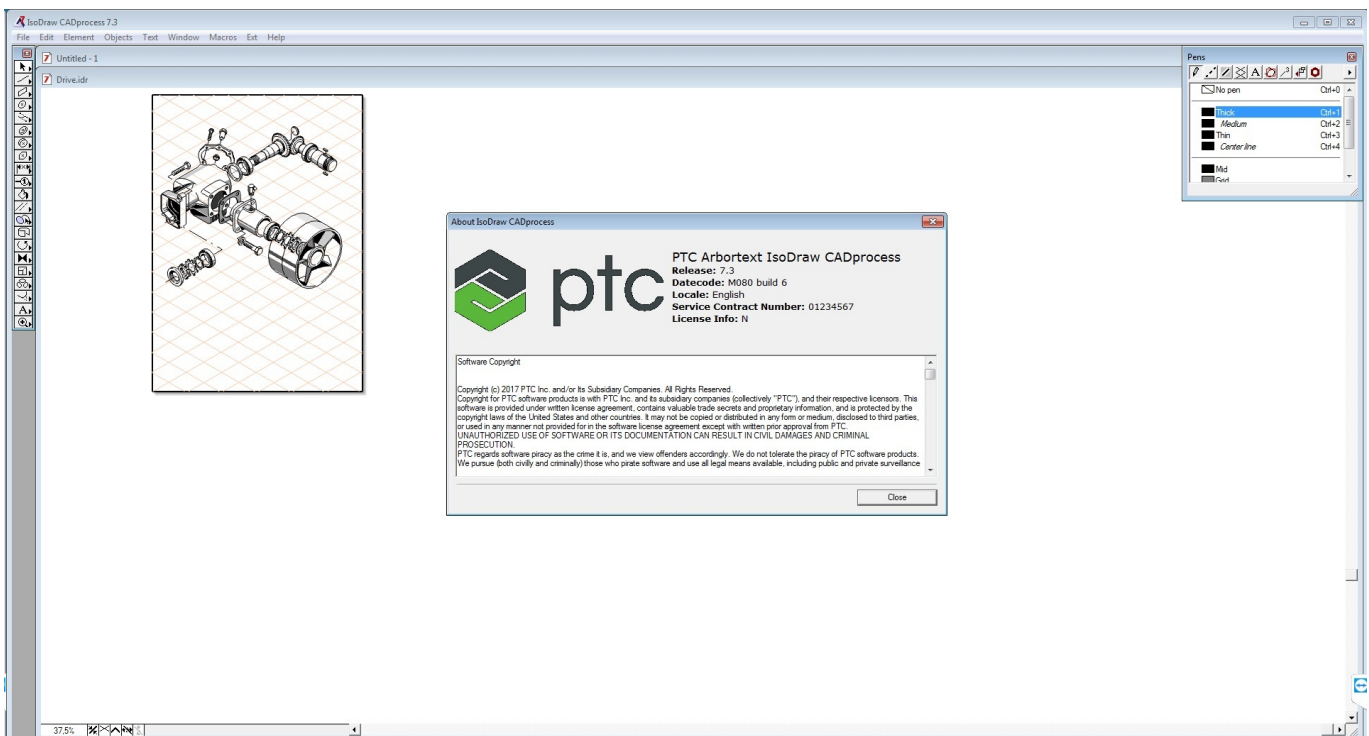 IsoDraw CADprocess 7.3
File Edit Element Objects Text Window Macros Ext Help
Untitled - 1
Drive.idr
Pens
No pen Ctrl+0
Thick Ctrl+1
Medium Ctrl+2
Thin Ctrl+3
Center line Ctrl+4
Mid
Grid
About IsoDraw CADprocess
ptc
PTC Arbortext IsoDraw CADprocess
Release: 7.3
Datecode: M080 build 6
Locale: English
Service Contract Number: 01234567
License Info: N
Software Copyright
Copyright (c) 2017 PTC Inc. and/or Its Subsidiary Companies. All Rights Reserved.
Copyright for PTC software products is with PTC Inc. and its subsidiary companies (collectively "PTC"), and their respective licensors. This
software is provided under written license agreement, contains valuable trade secrets and proprietary information, and is protected by the
copyright laws of the United States and other countries. It may not be copied or distributed in any form or medium, disclosed to third parties,
or used in any manner not provided for in the software license agreement except with written prior approval from PTC.
UNAUTHORIZED USE OF SOFTWARE OR ITS DOCUMENTATION CAN RESULT IN CIVIL DAMAGES AND CRIMINAL
PROSECUTION.
PTC regards software piracy as the crime it is, and we view offenders accordingly. We do not tolerate the piracy of PTC software products.
We pursue (both civilly and criminally) those who pirate software and use all legal means available, including public and private surveillance
Close
37,5%